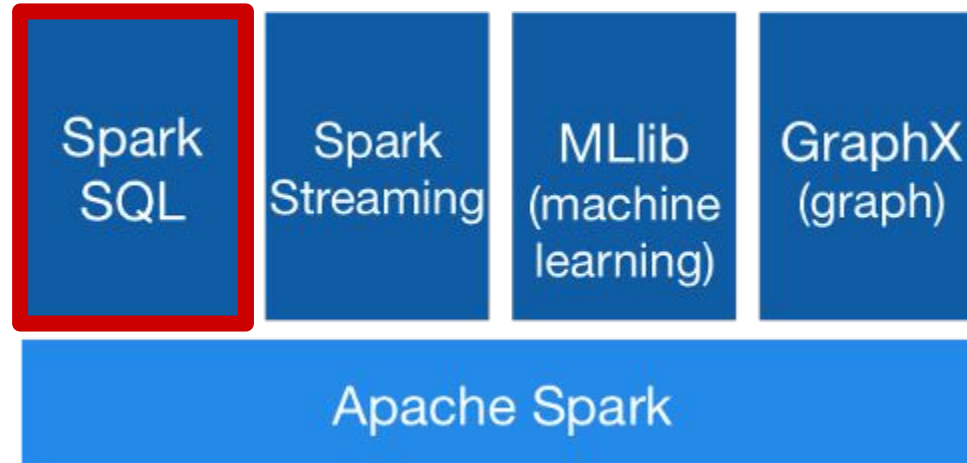 Spark
SQL
Spark
Streaming
MLlib
(machine
learning)
GraphX
(graph)
Apache Spark